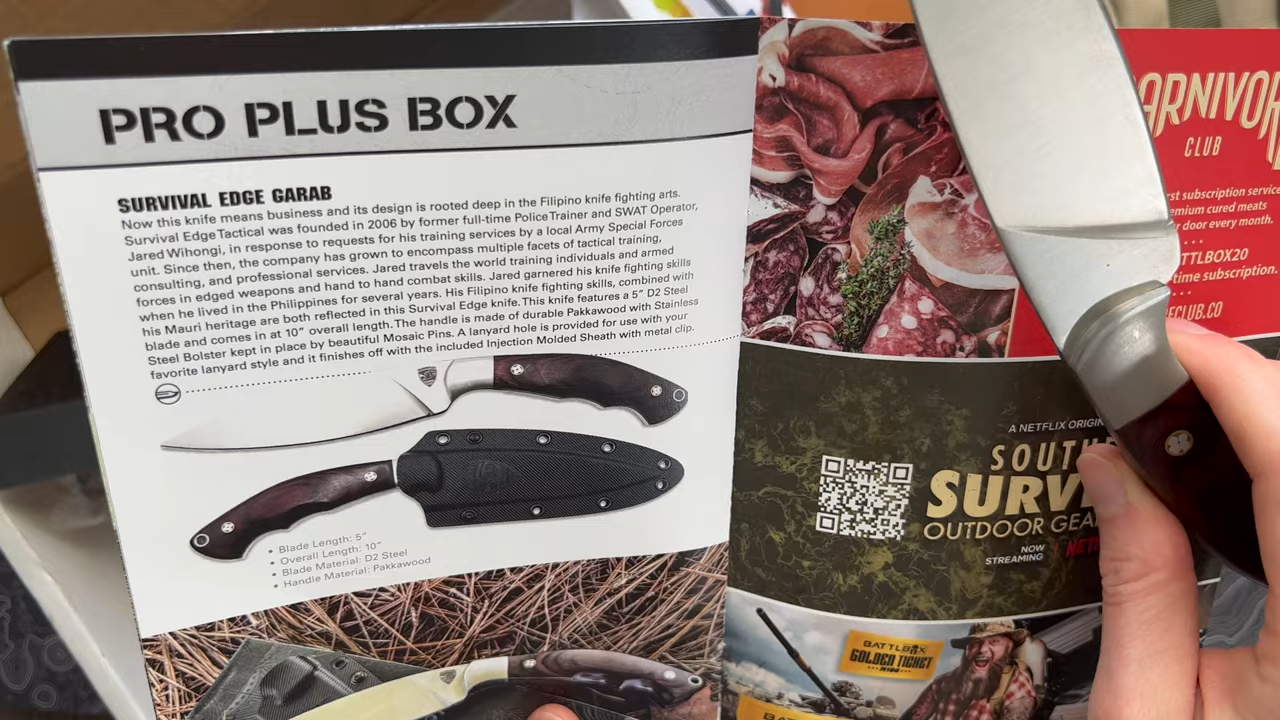 PRO PLUS BOX
SURVIVAL EDGE GARAB
Now this knife means business and its design is rooted deep in the Filipino knife fighting arts.
Survival Edge Tactical was founded in 2006 by former full-time Police Trainer and SWAT Operator,
Jared Wihongi, in response to requests for his training services by a local Army Special Forces
unit. Since then, the company has grown to encompass multiple facets of tactical training,
consulting, and professional services. Jared travels the world training individuals and armed
forces in edged weapons and hand to hand combat skills. Jared garnered his knife fighting skills
when he lived in the Philippines for several years. His Filipino knife fighting skills, combined with
his Mauri heritage are both reflected in this Survival Edge knife. This knife features a 5” D2 Steel
blade and comes in at 10” overall length. The handle is made of durable Pakkawood with Stainless
Steel Bolster kept in place by beautiful Mosaic Pins. A lanyard hole is provided for use with your
favorite lanyard style and it finishes off with the included Injection Molded Sheath with metal clip.
• Blade Length: 5”
• Overall Length: 10”
• Blade Material: D2 Steel
• Handle Material: Pakkawood
ARNIVOR
CLUB
rst subscription service
emium cured meats
r door every month.
TTLBOX20
-time subscription.
ECLUB.CO
A NETFLIX ORIGIN
SOUTH
SURVI
OUTDOOR GEA
NOW
STREAMING
NET
BATTLBOX
GOLDEN TICKET